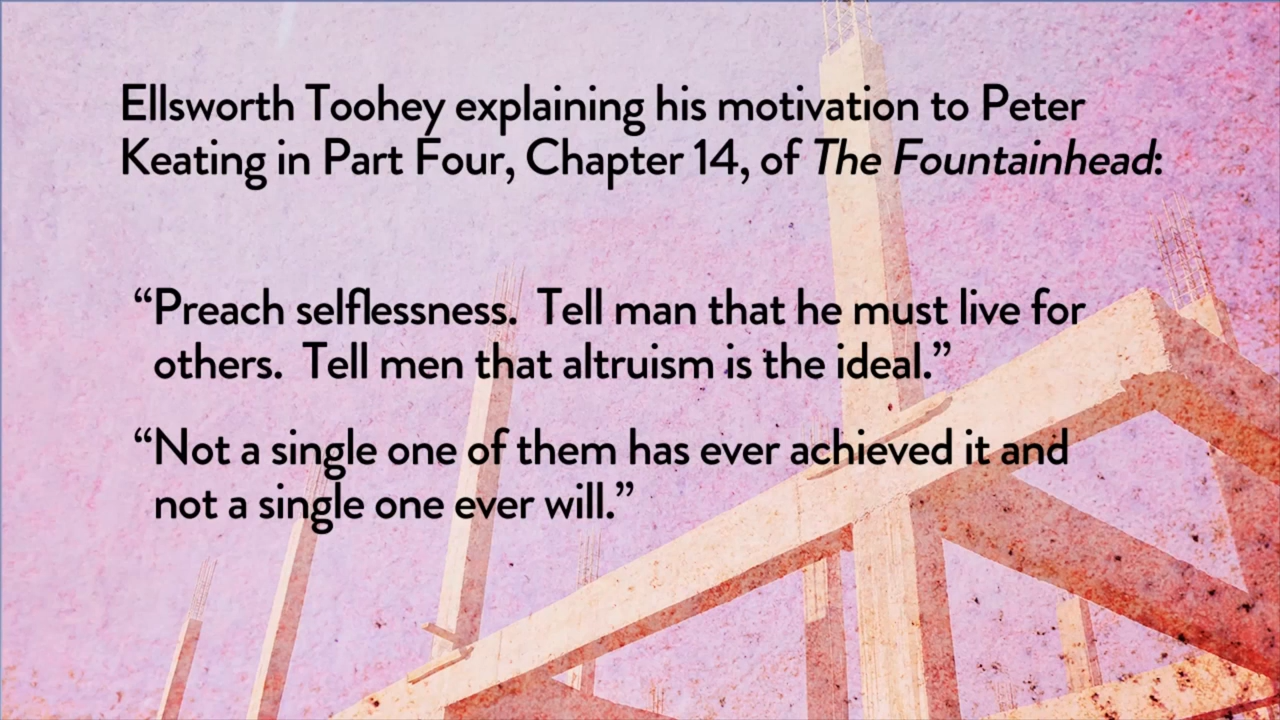 Ellsworth Toohey explaining his motivation to Peter
Keating in Part Four, Chapter 14, of The Fountainhead:
“Preach selflessness.  Tell man that he must live for
others.  Tell men that altruism is the ideal.”
“Not a single one of them has ever achieved it and
not a single one ever will.”